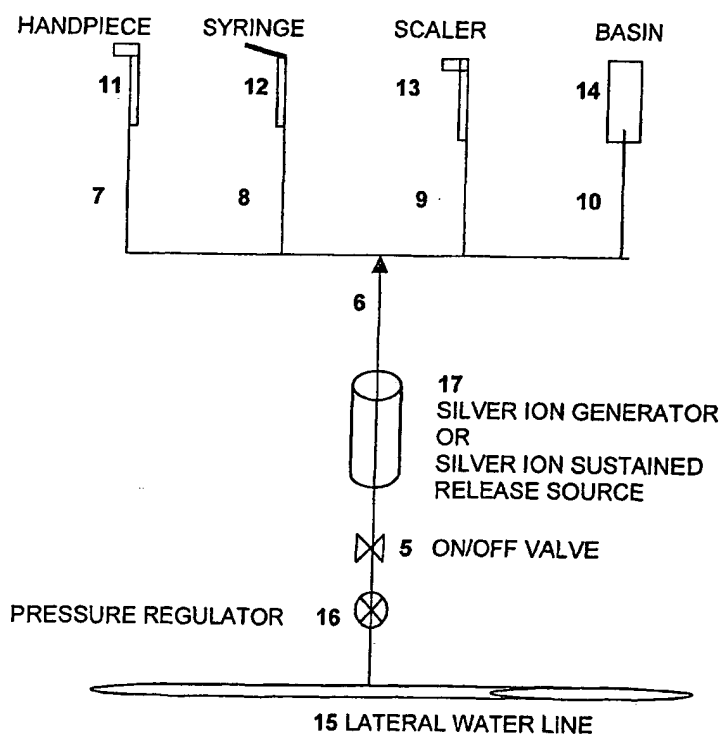 HANDPIECE SYRINGE SCALER BASIN
11 12 13 14
7 8 9 10
6
17
SILVER ION GENERATOR
OR
SILVER ION SUSTAINED
RELEASE SOURCE
5 ON/OFF VALVE
PRESSURE REGULATOR 16
15 LATERAL WATER LINE